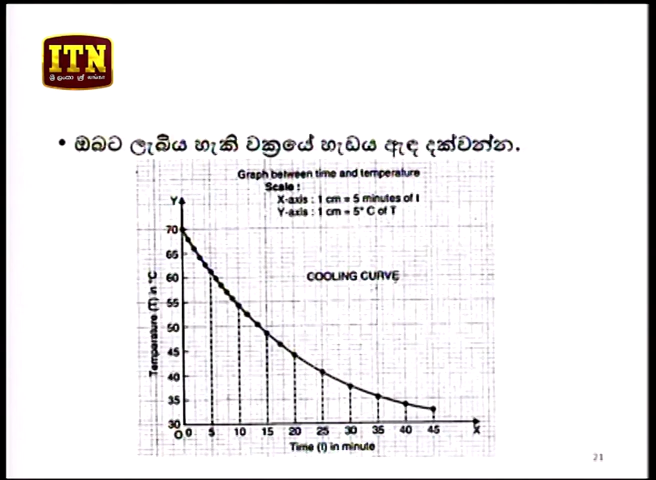 ITN
ශ්‍රී ලංකා ශ්‍රී සත්කා
• ඔබට ලැබිය හැකි වක්‍රයේ හැඩය ඇඳ දක්වන්න.
Graph between time and temperature
Scale :
X-axis : 1 cm = 5 minutes of t
Y-axis : 1 cm = 5° C of T
Y
70
65
60
55
50
45
40
35
30
COOLING CURVE
Temperature (T) in °C
O 0 5 10 15 20 25 30 35 40 45 X
Time (t) in minute
21